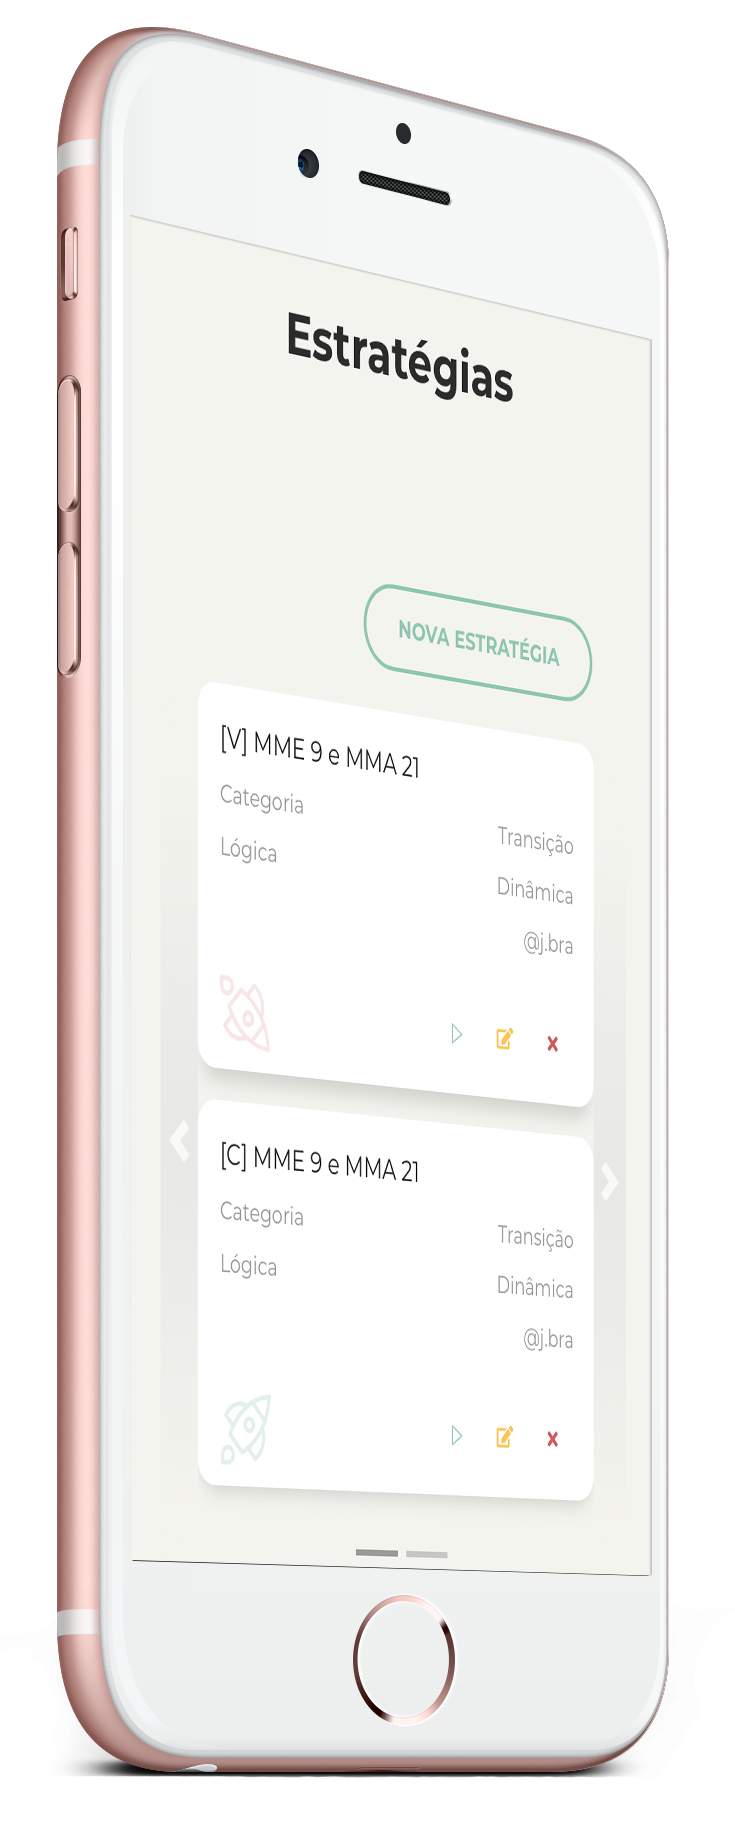 Estratégias
NOVA ESTRATÉGIA
[V] MME 9 e MMA 21
Categoria
Transição
Lógica
Dinâmica
@j.bra
[C] MME 9 e MMA 21
Categoria
Transição
Lógica
Dinâmica
@j.bra